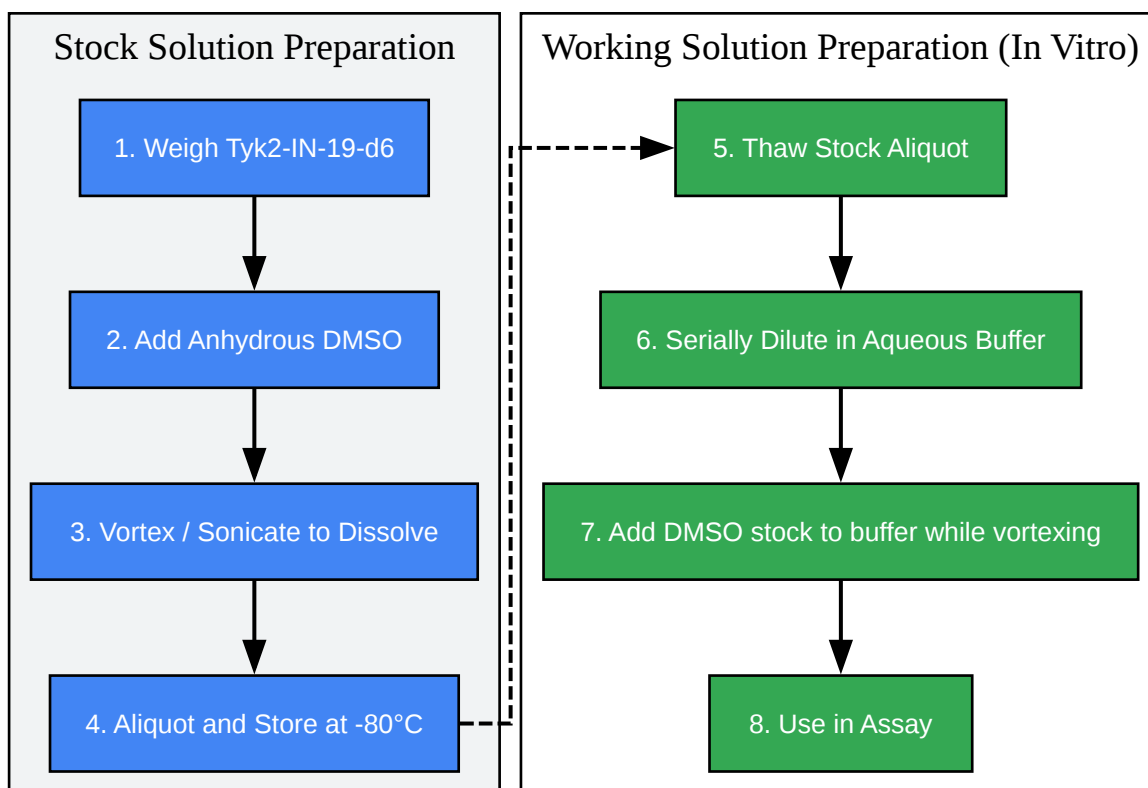 Stock Solution Preparation
1. Weigh Tyk2-IN-19-d6
2. Add Anhydrous DMSO
3. Vortex / Sonicate to Dissolve
4. Aliquot and Store at -80°C
Working Solution Preparation (In Vitro)
5. Thaw Stock Aliquot
6. Serially Dilute in Aqueous Buffer
7. Add DMSO stock to buffer while vortexing
8. Use in Assay